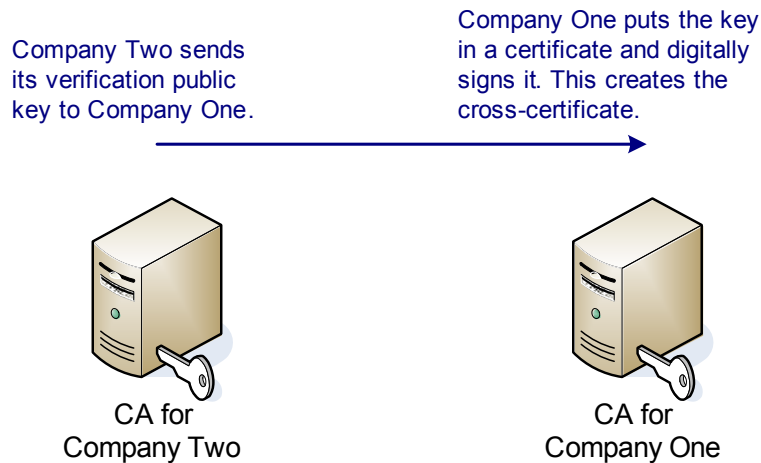 Company Two sends
its verification public
key to Company One.
Company One puts the key
in a certificate and digitally
signs it. This creates the
cross-certificate.
CA for
Company Two
CA for
Company One